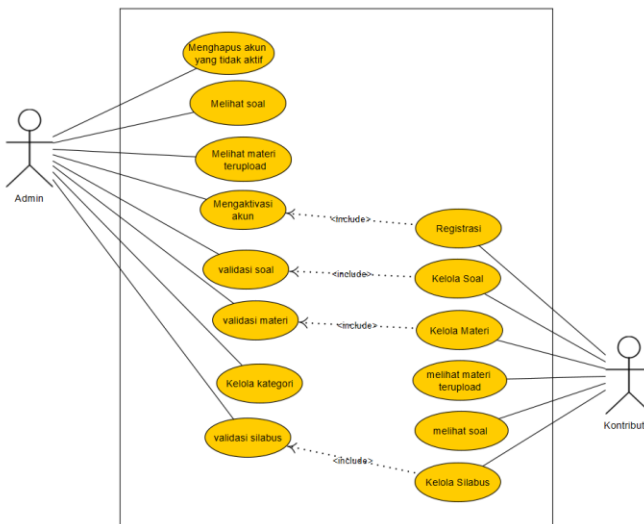 Menghapus akun
yang tidak aktif
Melihat soal
Melihat materi
terupload
Admin
Mengaktivasi
akun
<include>
Registrasi
validasi soal
<include>
Kelola Soal
validasi materi
<include>
Kelola Materi
Kelola kategori
melihat materi
terupload
Kontribut
validasi silabus
melihat soal
<include>
Kelola Silabus